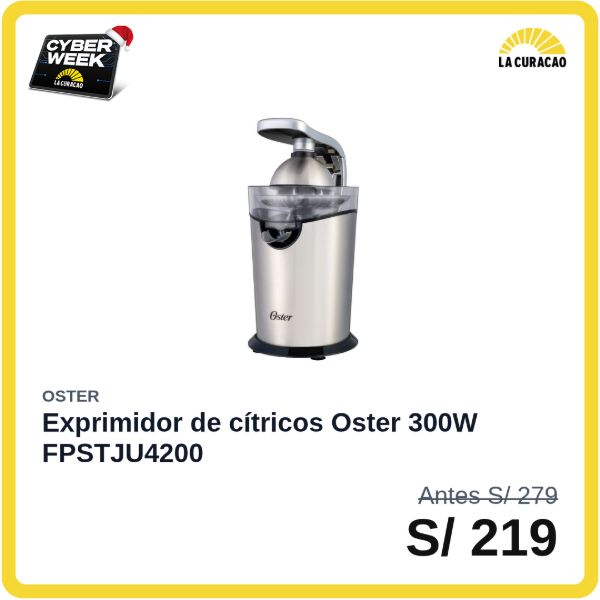 CYBER
WEEK
LA CURACAO
LA CURACAO
Oster
OSTER
Exprimidor de cítricos Oster 300W
FPSTJU4200
Antes S/ 279
S/ 219